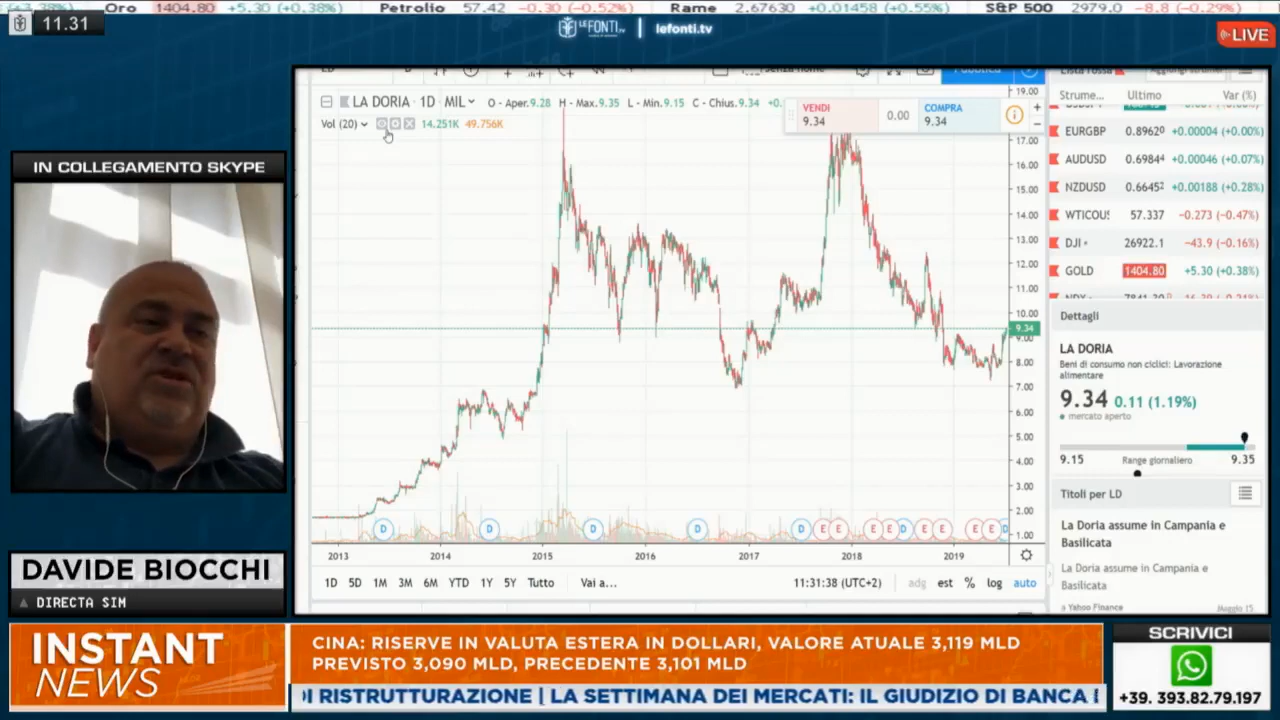 Oro 1404.80 +5.30 (+0.38%) Petrolio 57.42 -0.30 (-0.52%) Rame 2.67630 +0.01458 (+0.55%) S&P 500 2979.0 -8.8 (-0.29%)
11.31
LEFONTI.TV
lefonti.tv
LIVE
IN COLLEGAMENTO SKYPE
LA DORIA · 1D · MIL
O - Aper.9.28 H - Max.9.35 L - Min.9.15 C - Chius.9.34
Vol (20) 14.251K 49.756K
VENDI
9.34
0.00
COMPRA
9.34
19.00
17.00
16.00
15.00
14.00
13.00
12.00
11.00
10.00
9.34
8.00
7.00
6.00
5.00
4.00
3.00
2.00
1.00
D D D D D E E E E D E E E E D
2013 2014 2015 2016 2017 2018 2019
1D 5D 1M 3M 6M YTD 1Y 5Y Tutto Vai a...
11:31:38 (UTC+2) adg est % log auto
Lista rossa
Strume... Ultimo Var (%)
EURGBP 0.89620 +0.00004 (+0.00%)
AUDUSD 0.69844 +0.00046 (+0.07%)
NZDUSD 0.66452 +0.00188 (+0.28%)
WTICOU 57.337 −0.273 (−0.47%)
DJI 26922.1 −43.9 (−0.16%)
GOLD 1404.80 +5.30 (+0.38%)
Dettagli
LA DORIA
Beni di consumo non ciclici: Lavorazione
alimentare
9.34 0.11 (1.19%)
mercato aperto
9.15 Range giornaliero 9.35
Titoli per LD
La Doria assume in Campania e
Basilicata
La Doria assume in Campania e
Basilicata
Yahoo Finance Maggio 15
DAVIDE BIOCCHI
DIRECTA SIM
INSTANT
NEWS
CINA: RISERVE IN VALUTA ESTERA IN DOLLARI, VALORE ATUALE 3,119 MLD
PREVISTO 3,090 MLD, PRECEDENTE 3,101 MLD
DI RISTRUTTURAZIONE | LA SETTIMANA DEI MERCATI: IL GIUDIZIO DI BANCA
SCRIVICI
+39. 393.82.79.197